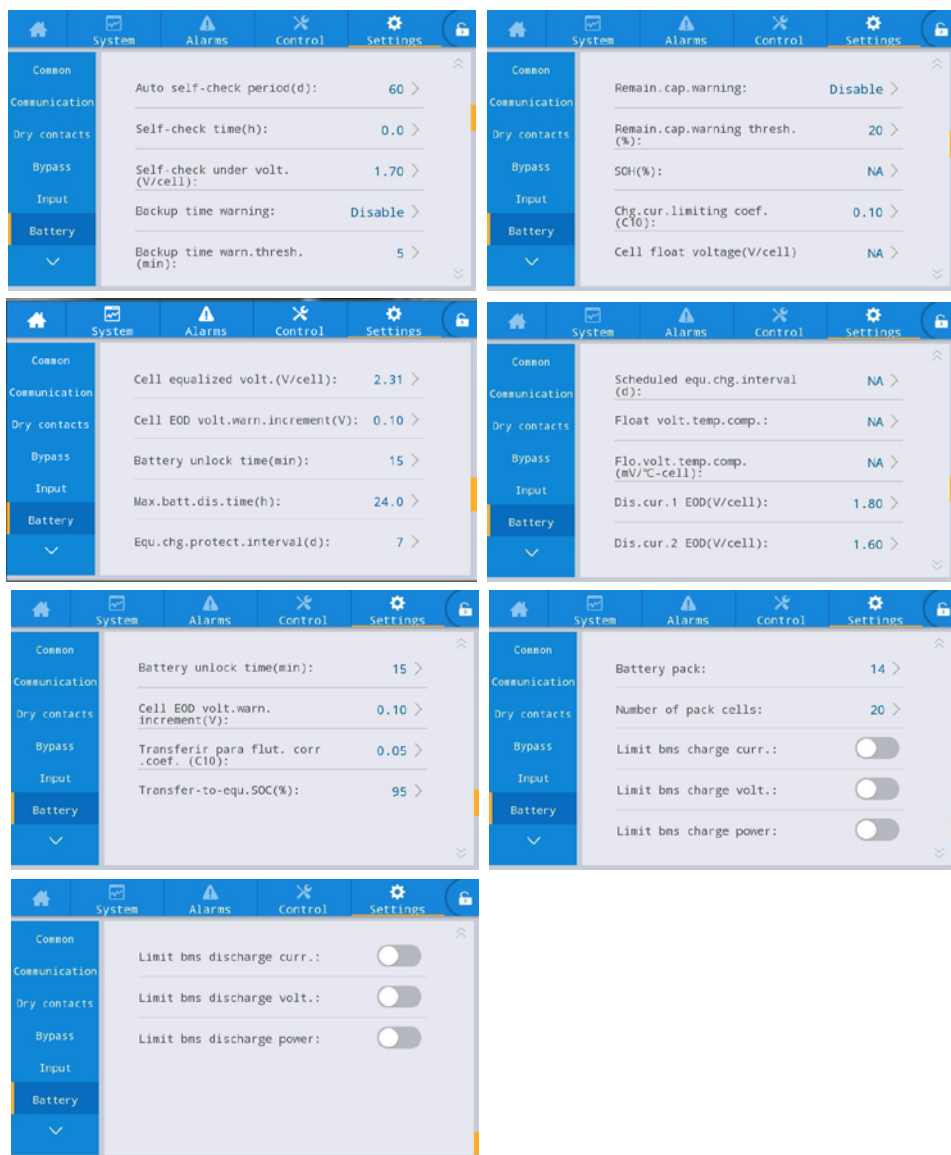 System Alarms Control Settings
Common
Communication
Dry contacts
Bypass
Input
Battery
Auto self-check period(d): 60
Self-check time(h): 0.0
Self-check under volt.
(V/cell): 1.70
Backup time warning: Disable
Backup time warn.thresh.
(min): 5
System Alarms Control Settings
Common
Communication
Dry contacts
Bypass
Input
Battery
Remain.cap.warning: Disable
Remain.cap.warning thresh.
(%): 20
SOH(%): NA
Chg.cur.limiting coef.
(C10): 0.10
Cell float voltage(V/cell) NA
System Alarms Control Settings
Common
Communication
Dry contacts
Bypass
Input
Battery
Cell equalized volt.(V/cell): 2.31
Cell EOD volt.warn.increment(V): 0.10
Battery unlock time(min): 15
Max.batt.dis.time(h): 24.0
Equ.chg.protect.interval(d): 7
System Alarms Control Settings
Common
Communication
Dry contacts
Bypass
Input
Battery
Scheduled equ.chg.interval
(d): NA
Float volt.temp.comp.: NA
Flo.volt.temp.comp.
(mV/℃-cell): NA
Dis.cur.1 EOD(V/cell): 1.80
Dis.cur.2 EOD(V/cell): 1.60
System Alarms Control Settings
Common
Communication
Dry contacts
Bypass
Input
Battery
Battery unlock time(min): 15
Cell EOD volt.warn.
increment(V): 0.10
Transferir para flut. corr
.coef. (C10): 0.05
Transfer-to-equ.SOC(%): 95
System Alarms Control Settings
Common
Communication
Dry contacts
Bypass
Input
Battery
Battery pack: 14
Number of pack cells: 20
Limit bms charge curr.:
Limit bms charge volt.:
Limit bms charge power:
System Alarms Control Settings
Common
Communication
Dry contacts
Bypass
Input
Battery
Limit bms discharge curr.:
Limit bms discharge volt.:
Limit bms discharge power: